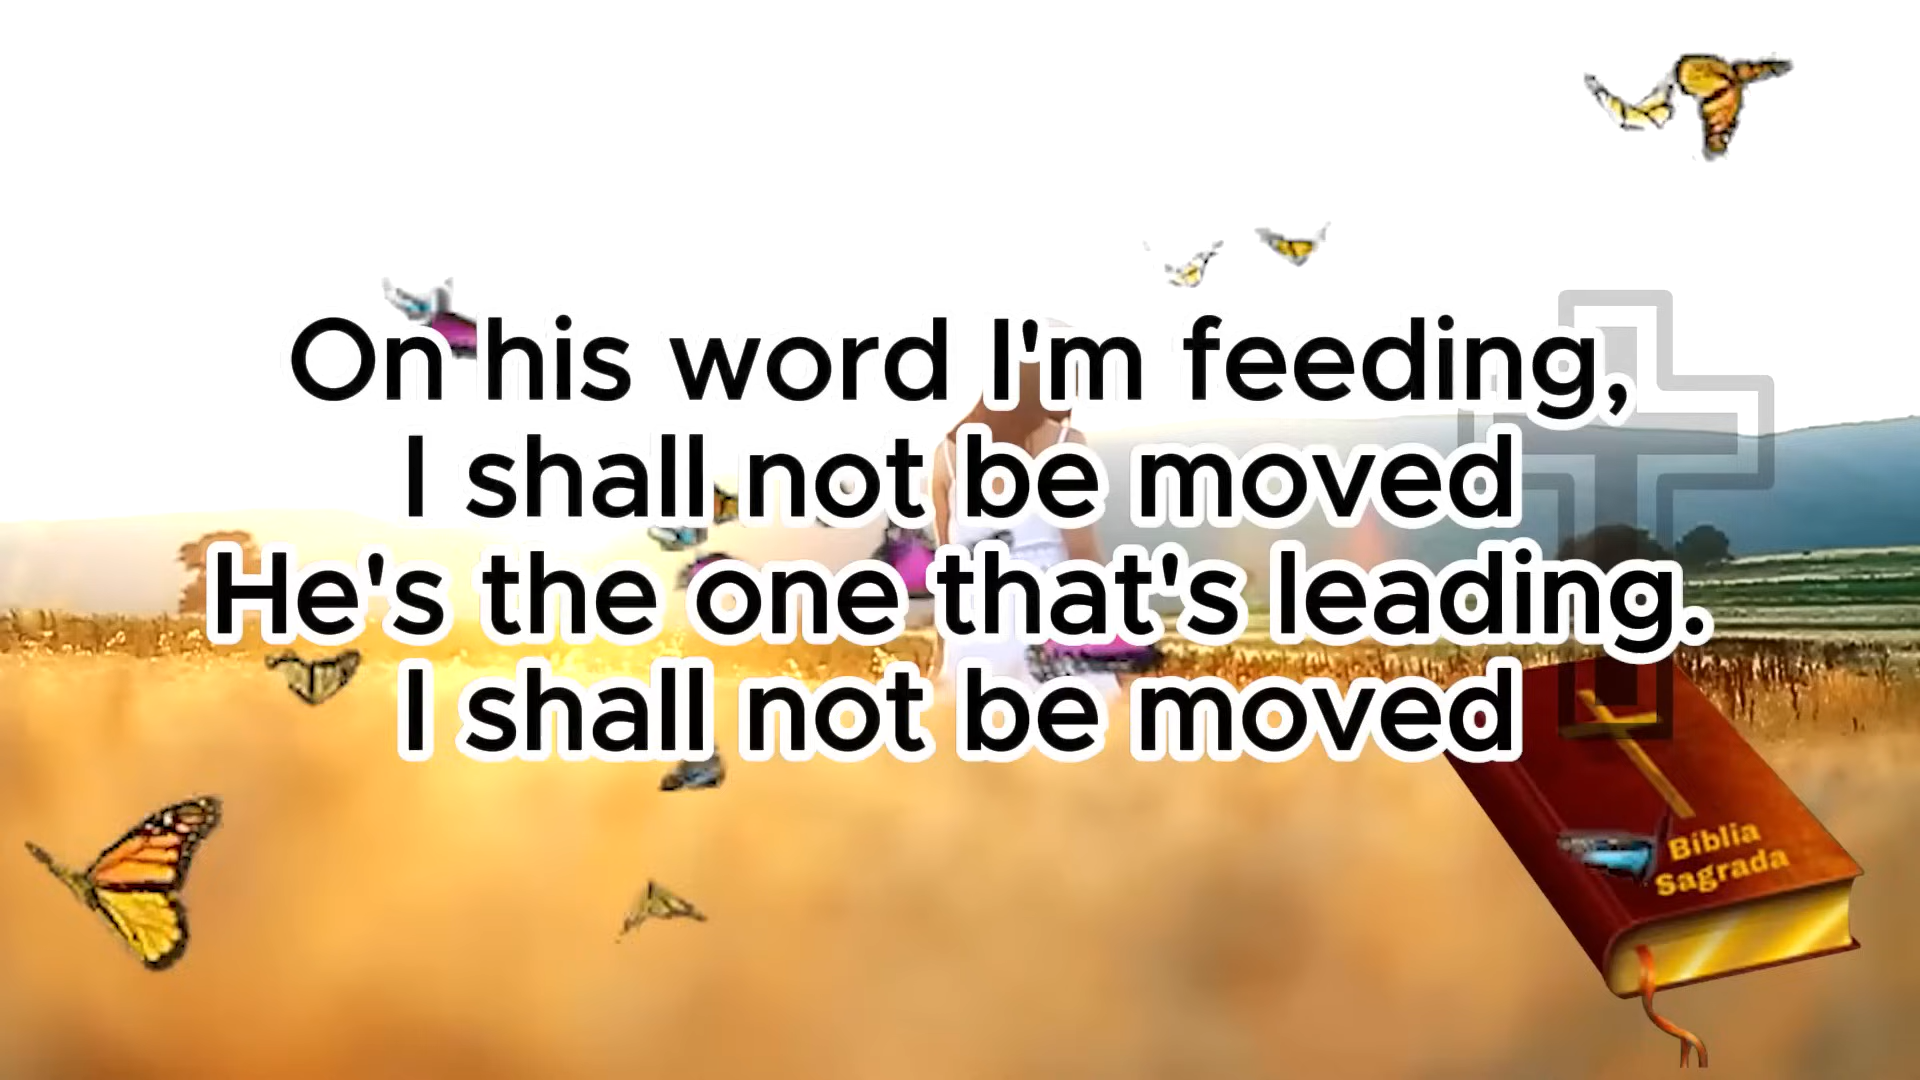 On his word I'm feeding,
I shall not be moved
He's the one that's leading.
I shall not be moved
Bíblia
Sagrada